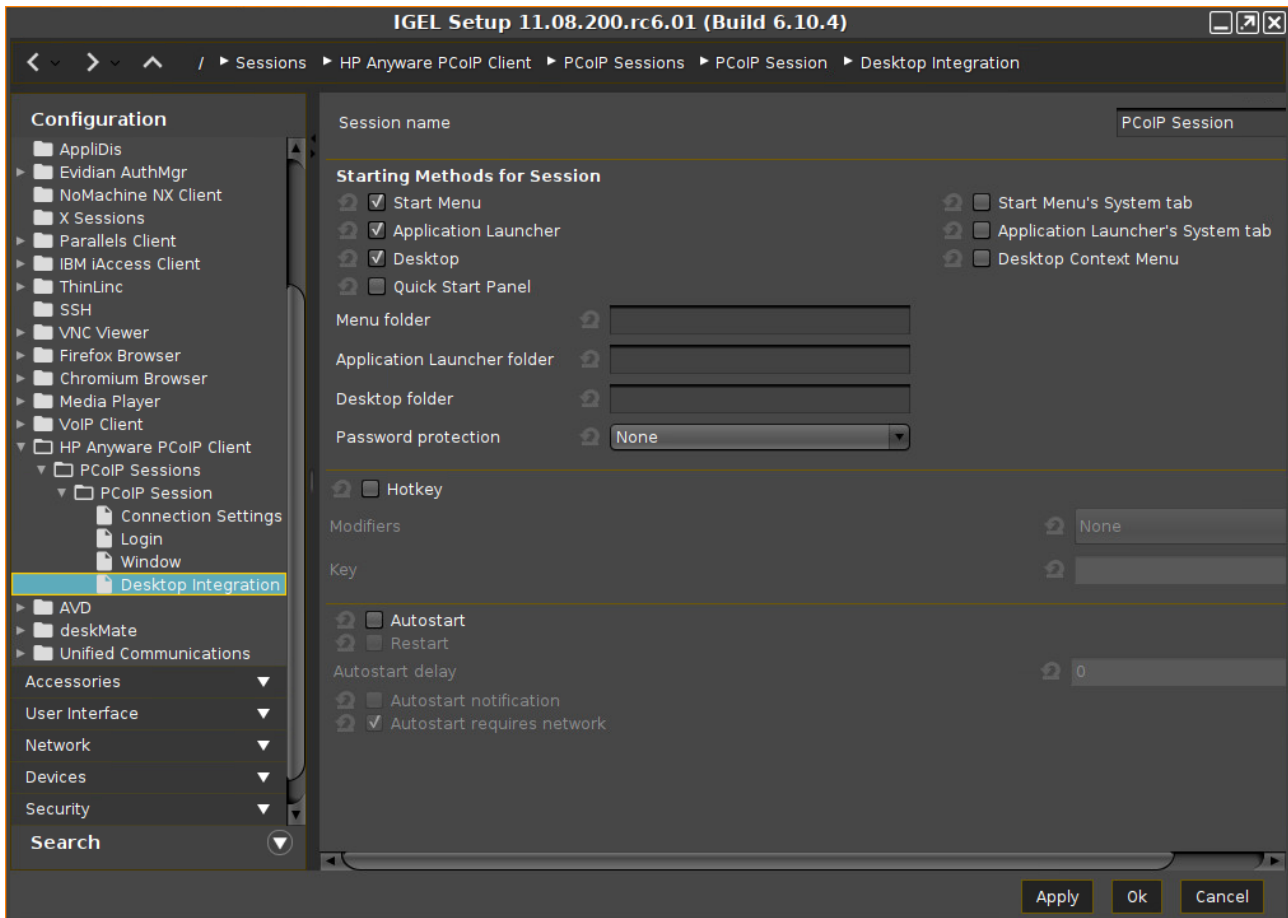 IGEL Setup 11.08.200.rc6.01 (Build 6.10.4)
/ Sessions HP Anyware PCoIP Client PCoIP Sessions PCoIP Session Desktop Integration
Configuration
AppliDis
Evidian AuthMgr
NoMachine NX Client
X Sessions
Parallels Client
IBM iAccess Client
ThinLinc
SSH
VNC Viewer
Firefox Browser
Chromium Browser
Media Player
VoIP Client
HP Anyware PCoIP Client
PCoIP Sessions
PCoIP Session
Connection Settings
Login
Window
Desktop Integration
AVD
deskMate
Unified Communications
Accessories
User Interface
Network
Devices
Security
Search
Session name PCoIP Session
Starting Methods for Session
Start Menu Start Menu's System tab
Application Launcher Application Launcher's System tab
Desktop Desktop Context Menu
Quick Start Panel
Menu folder
Application Launcher folder
Desktop folder
Password protection None
Hotkey
Modifiers None
Key
Autostart
Restart
Autostart delay 0
Autostart notification
Autostart requires network
Apply Ok Cancel